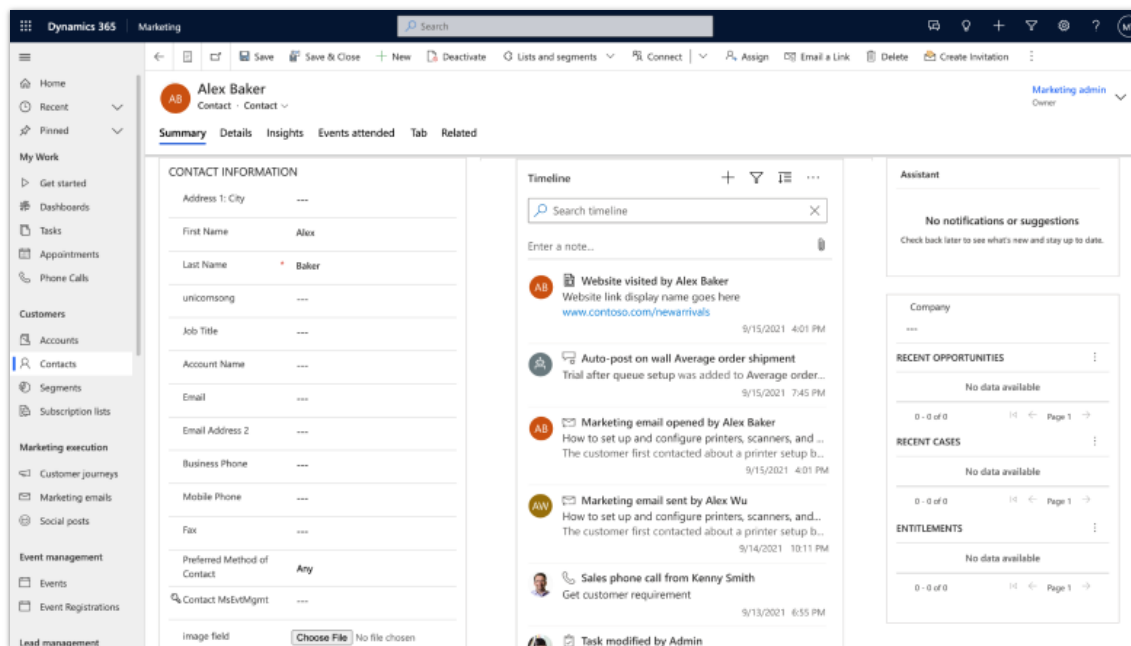 Dynamics 365 Marketing Search M
Save Save & Close New Deactivate Lists and segments Connect Assign Email a Link Delete Create Invitation
Home
Recent
Pinned
My Work
Get started
Dashboards
Tasks
Appointments
Phone Calls
Customers
Accounts
Contacts
Segments
Subscription lists
Marketing execution
Customer journeys
Marketing emails
Social posts
Event management
Events
Event Registrations
Lead management
AB
Alex Baker
Contact · Contact
Marketing admin
Owner
Summary Details Insights Events attended Tab Related
CONTACT INFORMATION
Address 1: City ---
First Name Alex
Last Name * Baker
unicornsong ---
Job Title ---
Account Name ---
Email ---
Email Address 2 ---
Business Phone ---
Mobile Phone ---
Fax ---
Preferred Method of
Contact Any
Contact MsEvtMgmt ---
image field Choose File No file chosen
Timeline
Search timeline
Enter a note...
AB
Website visited by Alex Baker
Website link display name goes here
www.contoso.com/newarrivals
9/15/2021 4:01 PM
Auto-post on wall Average order shipment
Trial after queue setup was added to Average order...
9/15/2021 7:45 PM
AB
Marketing email opened by Alex Baker
How to set up and configure printers, scanners, and ...
The customer first contacted about a printer setup b...
9/15/2021 4:01 PM
AW
Marketing email sent by Alex Wu
How to set up and configure printers, scanners, and...
The customer first contacted about a printer setup b...
9/14/2021 10:11 PM
Sales phone call from Kenny Smith
Get customer requirement
9/13/2021 6:55 PM
Task modified by Admin
Assistant
No notifications or suggestions
Check back later to see what's new and stay up to date.
Company
---
RECENT OPPORTUNITIES
No data available
0 - 0 of 0 Page 1
RECENT CASES
No data available
0 - 0 of 0 Page 1
ENTITLEMENTS
No data available
0 - 0 of 0 Page 1